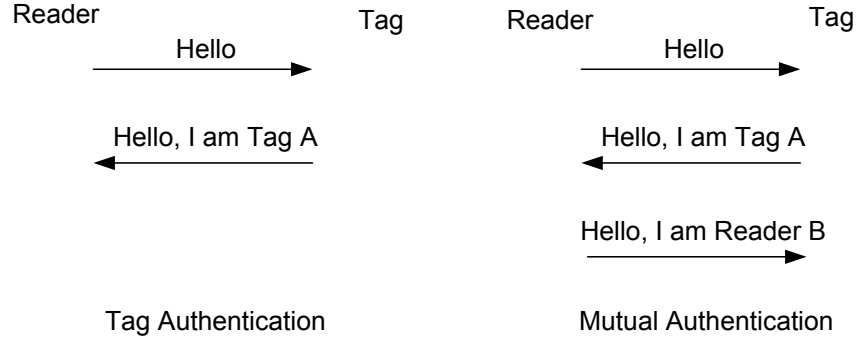 Reader Tag
Hello
Hello, I am Tag A
Tag Authentication
Reader Tag
Hello
Hello, I am Tag A
Hello, I am Reader B
Mutual Authentication